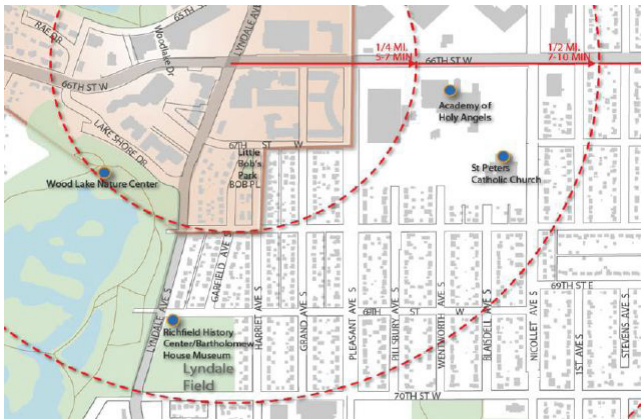 65TH ST
RAE DR
Woodlake Dr
LYNDALE AVE
66TH ST W
1/4 MI.
5-7 MIN
66TH ST W
1/2 MI.
7-10 MIN
LAKE SHORE DR
67TH ST W
Little
Bob's
Park
BOB PL
Academy of
Holy Angels
St Peters
Catholic Church
Wood Lake Nature Center
GARFIELD AVE S
LYNDALE AVE S
HARRIET AVE S
GRAND AVE S
PLEASANT AVE S
PILLSBURY AVE S
WENTWORTH AVE S
BLAISDELL AVE S
NICOLLET AVE S
1ST AVE S
STEVENS AVE S
69TH ST E
ST W
Richfield History
Center/Bartholomew
House Museum
Lyndale
Field
70TH ST W